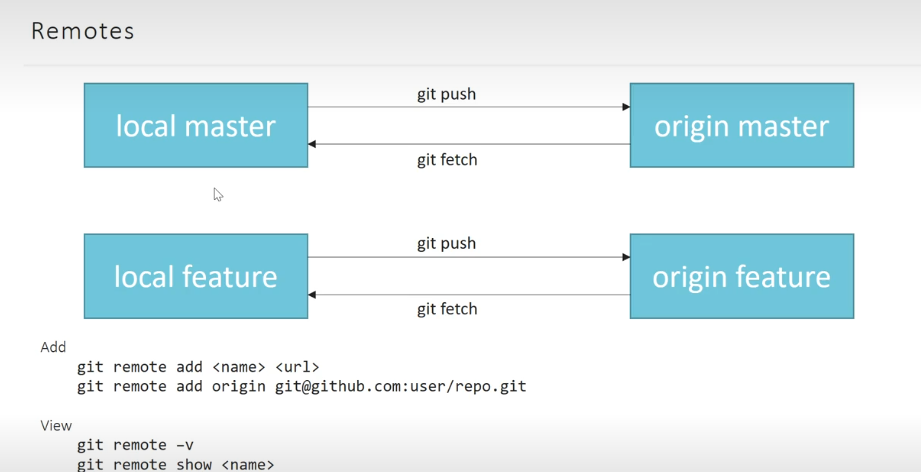 Remotes
git push
local master
origin master
git fetch
git push
local feature
origin feature
git fetch
Add
git remote add <name> <url>
git remote add origin git@github.com:user/repo.git
View
git remote –v
git remote show <name>